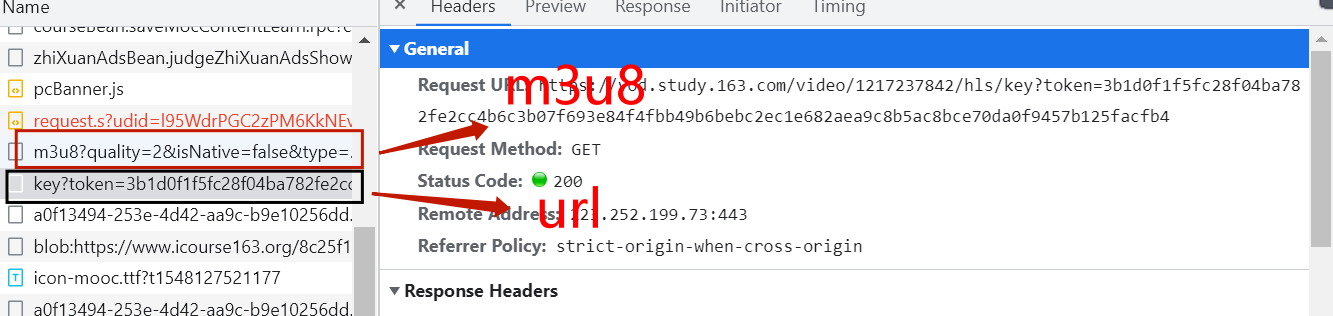 Name
Headers Preview Response Initiator Timing
courseBean.saveMocContentLearn.rpc?c
zhiXuanAdsBean.judgeZhiXuanAdsShow
pcBanner.js
request.s?udid=l95WdrPGC2zPM6KkNEv
m3u8?quality=2&isNative=false&type=.
key?token=3b1d0f1f5fc28f04ba782fe2cc
a0f13494-253e-4d42-aa9c-b9e10256dd.
blob:https://www.icourse163.org/8c25f1
icon-mooc.ttf?t1548127521177
a0f13494-253e-4d42-aa9c-b9e10256dd.
General
Request URL: https://vod.study.163.com/video/1217237842/hls/key?token=3b1d0f1f5fc28f04ba78
2fe2cc4b6c3b07f693e84f4fbb49b6bebc2ec1e682aea9c8b5ac8bce70da0f9457b125facfb4
m3u8
Request Method: GET
Status Code: 200
Remote Address: 223.252.199.73:443
url
Referrer Policy: strict-origin-when-cross-origin
Response Headers